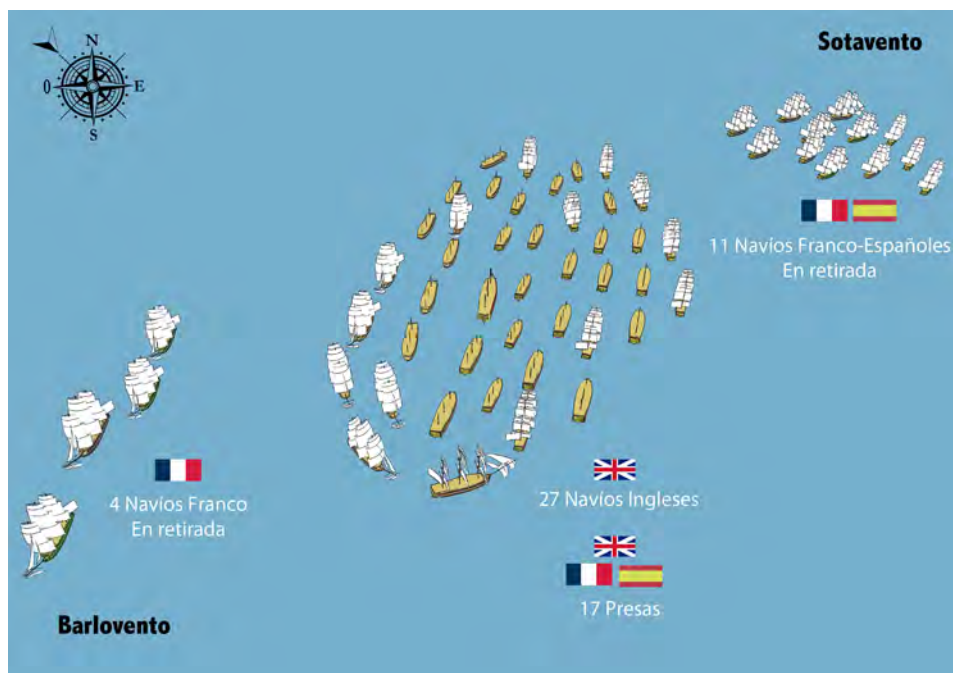 N
O
E
S
Sotavento
11 Navíos Franco-Españoles
En retirada
4 Navíos Franco
En retirada
27 Navíos Ingleses
17 Presas
Barlovento